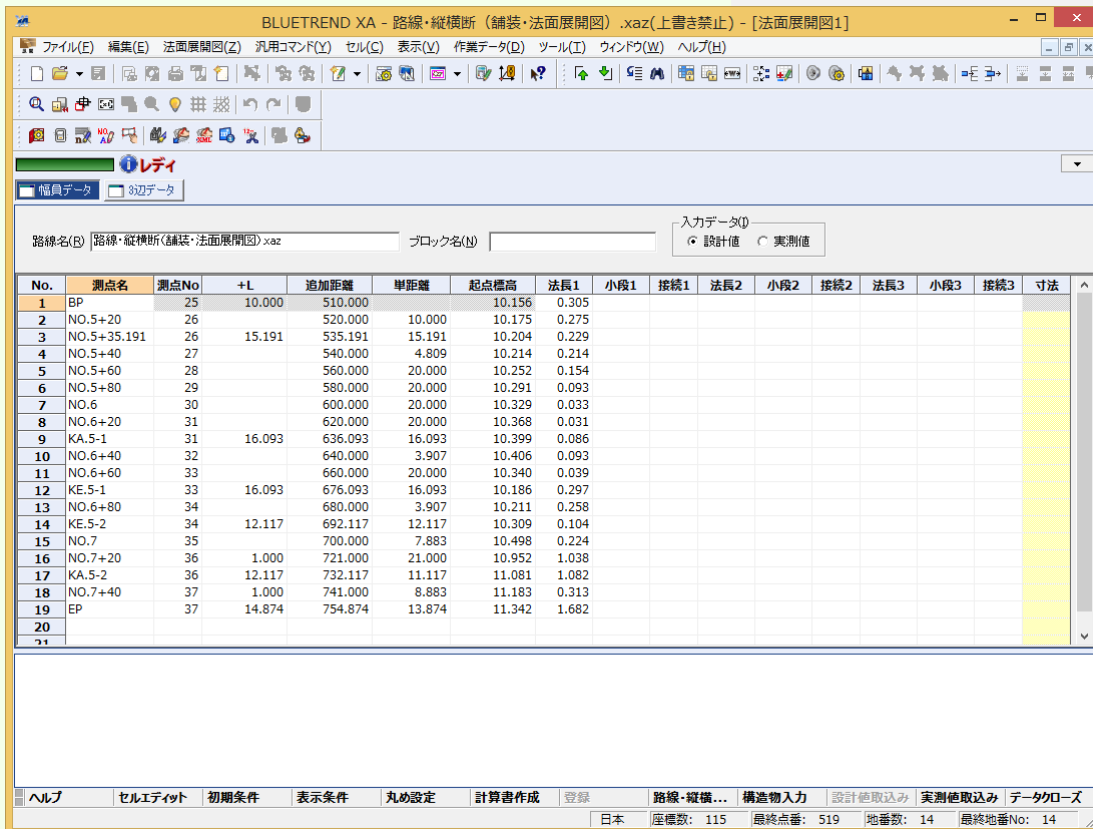 BLUETREND XA - 路線・縦横断（舗装・法面展開図）.xaz(上書き禁止) - [法面展開図1]
ファイル(F) 編集(E) 法面展開図(Z) 汎用コマンド(Y) セル(C) 表示(V) 作業データ(D) ツール(T) ウィンドウ(W) ヘルプ(H)
レディ
幅員データ 3辺データ
入力データ(I)
路線名(R) 路線・縦横断（舗装・法面展開図）.xaz ブロック名(N) 設計値 実測値
No. 測点名 測点No +L 追加距離 単距離 起点標高 法長1 小段1 接続1 法長2 小段2 接続2 法長3 小段3 接続3 寸法
1 BP 25 10.000 510.000 10.156 0.305
2 NO.5+20 26 520.000 10.000 10.175 0.275
3 NO.5+35.191 26 15.191 535.191 15.191 10.204 0.229
4 NO.5+40 27 540.000 4.809 10.214 0.214
5 NO.5+60 28 560.000 20.000 10.252 0.154
6 NO.5+80 29 580.000 20.000 10.291 0.093
7 NO.6 30 600.000 20.000 10.329 0.033
8 NO.6+20 31 620.000 20.000 10.368 0.031
9 KA.5-1 31 16.093 636.093 16.093 10.399 0.086
10 NO.6+40 32 640.000 3.907 10.406 0.093
11 NO.6+60 33 660.000 20.000 10.340 0.039
12 KE.5-1 33 16.093 676.093 16.093 10.186 0.297
13 NO.6+80 34 680.000 3.907 10.211 0.258
14 KE.5-2 34 12.117 692.117 12.117 10.309 0.104
15 NO.7 35 700.000 7.883 10.498 0.224
16 NO.7+20 36 1.000 721.000 21.000 10.952 1.038
17 KA.5-2 36 12.117 732.117 11.117 11.081 1.082
18 NO.7+40 37 1.000 741.000 8.883 11.183 0.313
19 EP 37 14.874 754.874 13.874 11.342 1.682
20
21
ヘルプ セルエディット 初期条件 表示条件 丸め設定 計算書作成 登録 路線・縦横... 構造物入力 設計値取込み 実測値取込み データクローズ
日本 座標数: 115 最終点番: 519 地番数: 14 最終地番No: 14